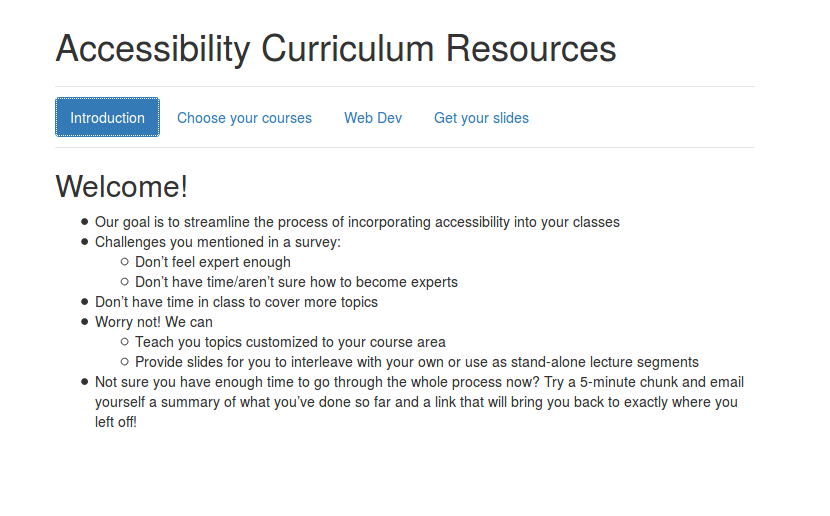 Accessibility Curriculum Resources
Introduction Choose your courses Web Dev Get your slides
Welcome!
Our goal is to streamline the process of incorporating accessibility into your classes
Challenges you mentioned in a survey:
Don't feel expert enough
Don't have time/aren't sure how to become experts
Don't have time in class to cover more topics
Worry not! We can
Teach you topics customized to your course area
Provide slides for you to interleave with your own or use as stand-alone lecture segments
Not sure you have enough time to go through the whole process now? Try a 5-minute chunk and email
yourself a summary of what you've done so far and a link that will bring you back to exactly where you
left off!